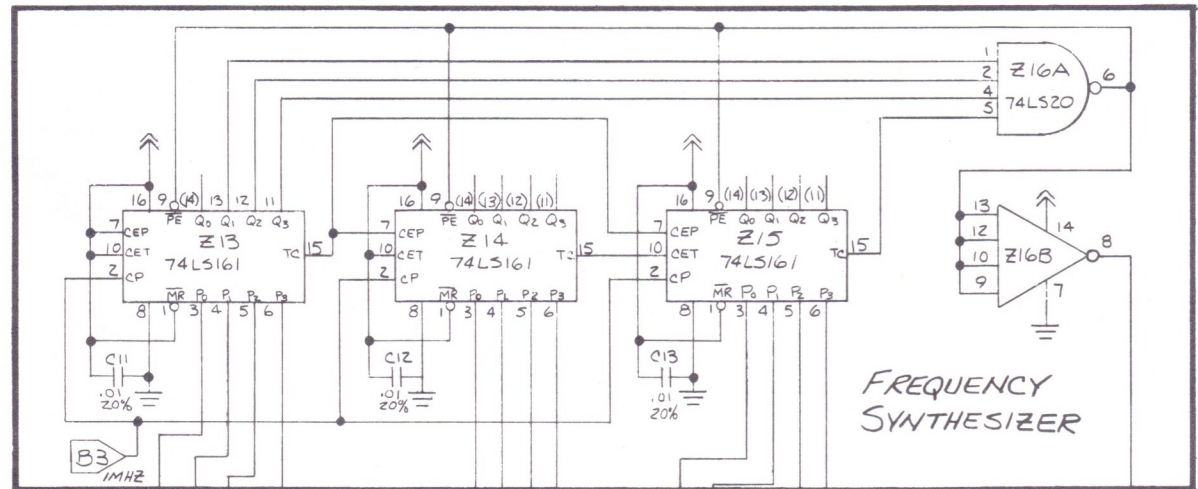 1
2
4
5
Z16A
74LS20
6
16
9
(14)
13
12
11
PE Q0 Q1 Q2 Q3
7
CEP
Z13
10
CET
74LS161
TC
15
2
CP
MR P0 P1 P2 P3
8
1
3
4
5
6
C11
.01
20%
16
9
(14)
(13)
(12)
(11)
PE Q0 Q1 Q2 Q3
7
CEP
Z14
10
CET
74LS161
TC
15
2
CP
MR P0 P1 P2 P3
8
1
3
4
5
6
C12
.01
20%
16
9
(14)
(13)
(12)
(11)
PE Q0 Q1 Q2 Q3
7
CEP
Z15
10
CET
74LS161
TC
15
2
CP
MR P0 P1 P2 P3
8
1
3
4
5
6
C13
.01
20%
13
12
10
9
14
Z16B
8
7
FREQUENCY
SYNTHESIZER
B3
1MHZ